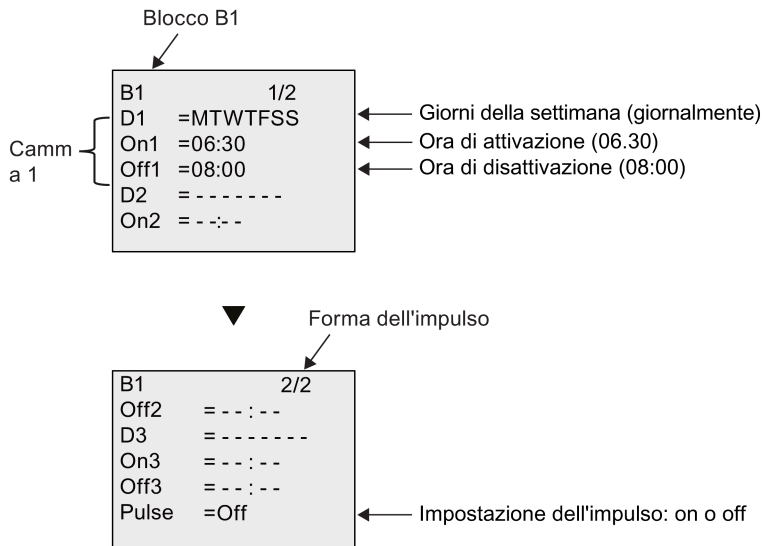 Blocco B1
B1 1/2
D1 =MTWTFSS
Giorni della settimana (giornalmente)
On1 =06:30
Ora di attivazione (06.30)
Camm
a 1
Off1 =08:00
Ora di disattivazione (08:00)
D2 = - - - - - - -
On2 = - -:- -
Forma dell'impulso
B1 2/2
Off2 = - - : - -
D3 = - - - - - - -
On3 = - - : - -
Off3 = - - : - -
Pulse =Off
Impostazione dell'impulso: on o off